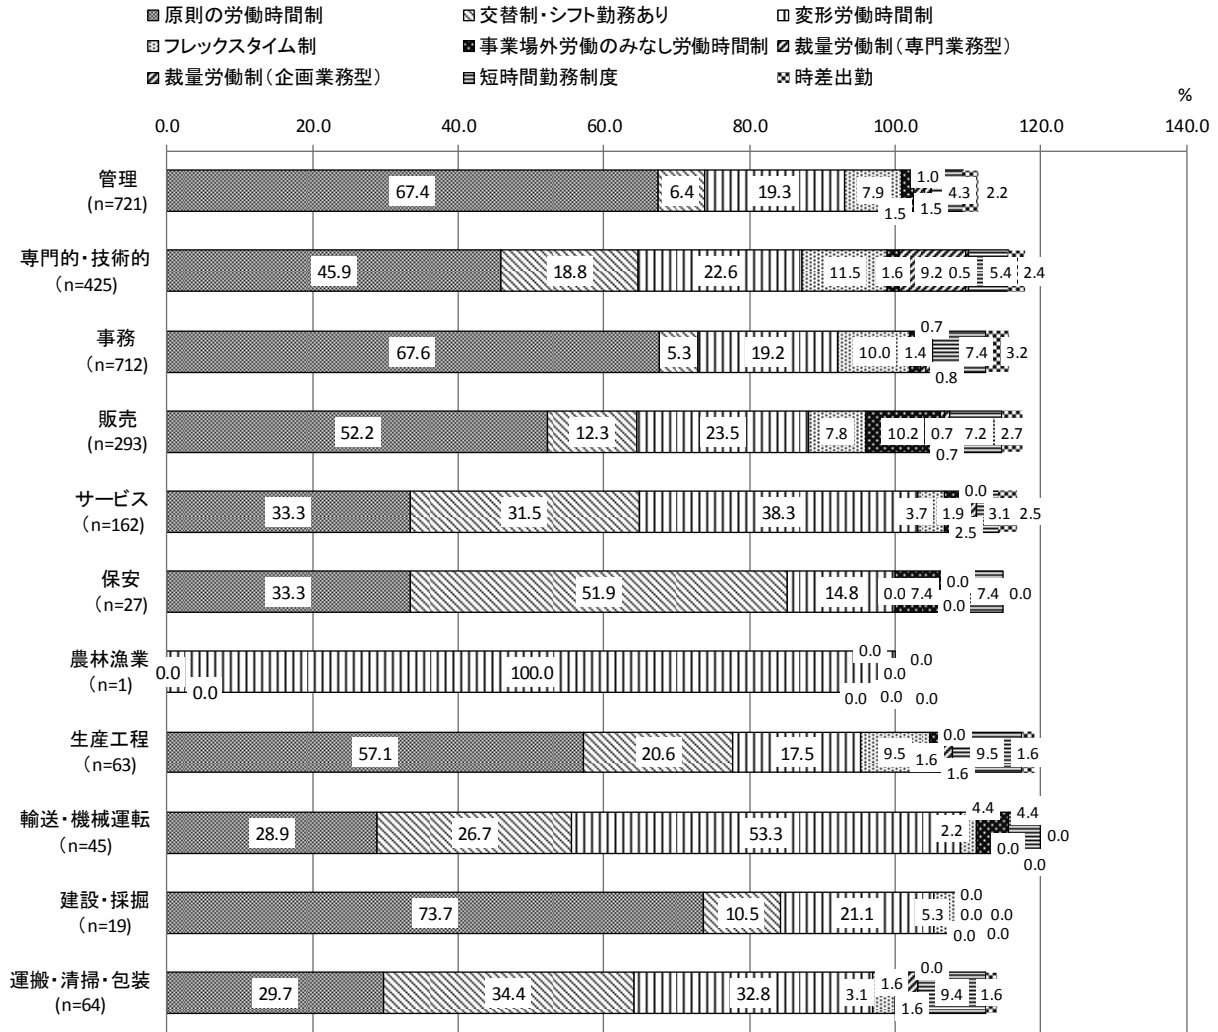 原則の労働時間制 交替制・シフト勤務あり 変形労働時間制
フレックスタイム制 事業場外労働のみなし労働時間制 裁量労働制(専門業務型)
裁量労働制(企画業務型) 短時間勤務制度 時差出勤
%
0.0 20.0 40.0 60.0 80.0 100.0 120.0 140.0
管理
(n=721)
67.4 6.4 19.3 7.9 1.5 1.0 1.5 4.3 2.2
専門的・技術的
(n=425)
45.9 18.8 22.6 11.5 1.6 9.2 0.5 5.4 2.4
事務
(n=712)
67.6 5.3 19.2 10.0 1.4 0.7 0.8 7.4 3.2
販売
(n=293)
52.2 12.3 23.5 7.8 10.2 0.7 0.7 7.2 2.7
サービス
(n=162)
33.3 31.5 38.3 3.7 1.9 0.0 2.5 3.1 2.5
保安
(n=27)
33.3 51.9 14.8 0.0 7.4 0.0 0.0 7.4 0.0
農林漁業
(n=1)
0.0 0.0 100.0 0.0 0.0 0.0 0.0 0.0 0.0
生産工程
(n=63)
57.1 20.6 17.5 9.5 1.6 0.0 1.6 9.5 1.6
輸送・機械運転
(n=45)
28.9 26.7 53.3 2.2 4.4 0.0 4.4 0.0 0.0
建設・採掘
(n=19)
73.7 10.5 21.1 5.3 0.0 0.0 0.0 0.0 0.0
運搬・清掃・包装
(n=64)
29.7 34.4 32.8 3.1 1.6 1.6 0.0 9.4 1.6